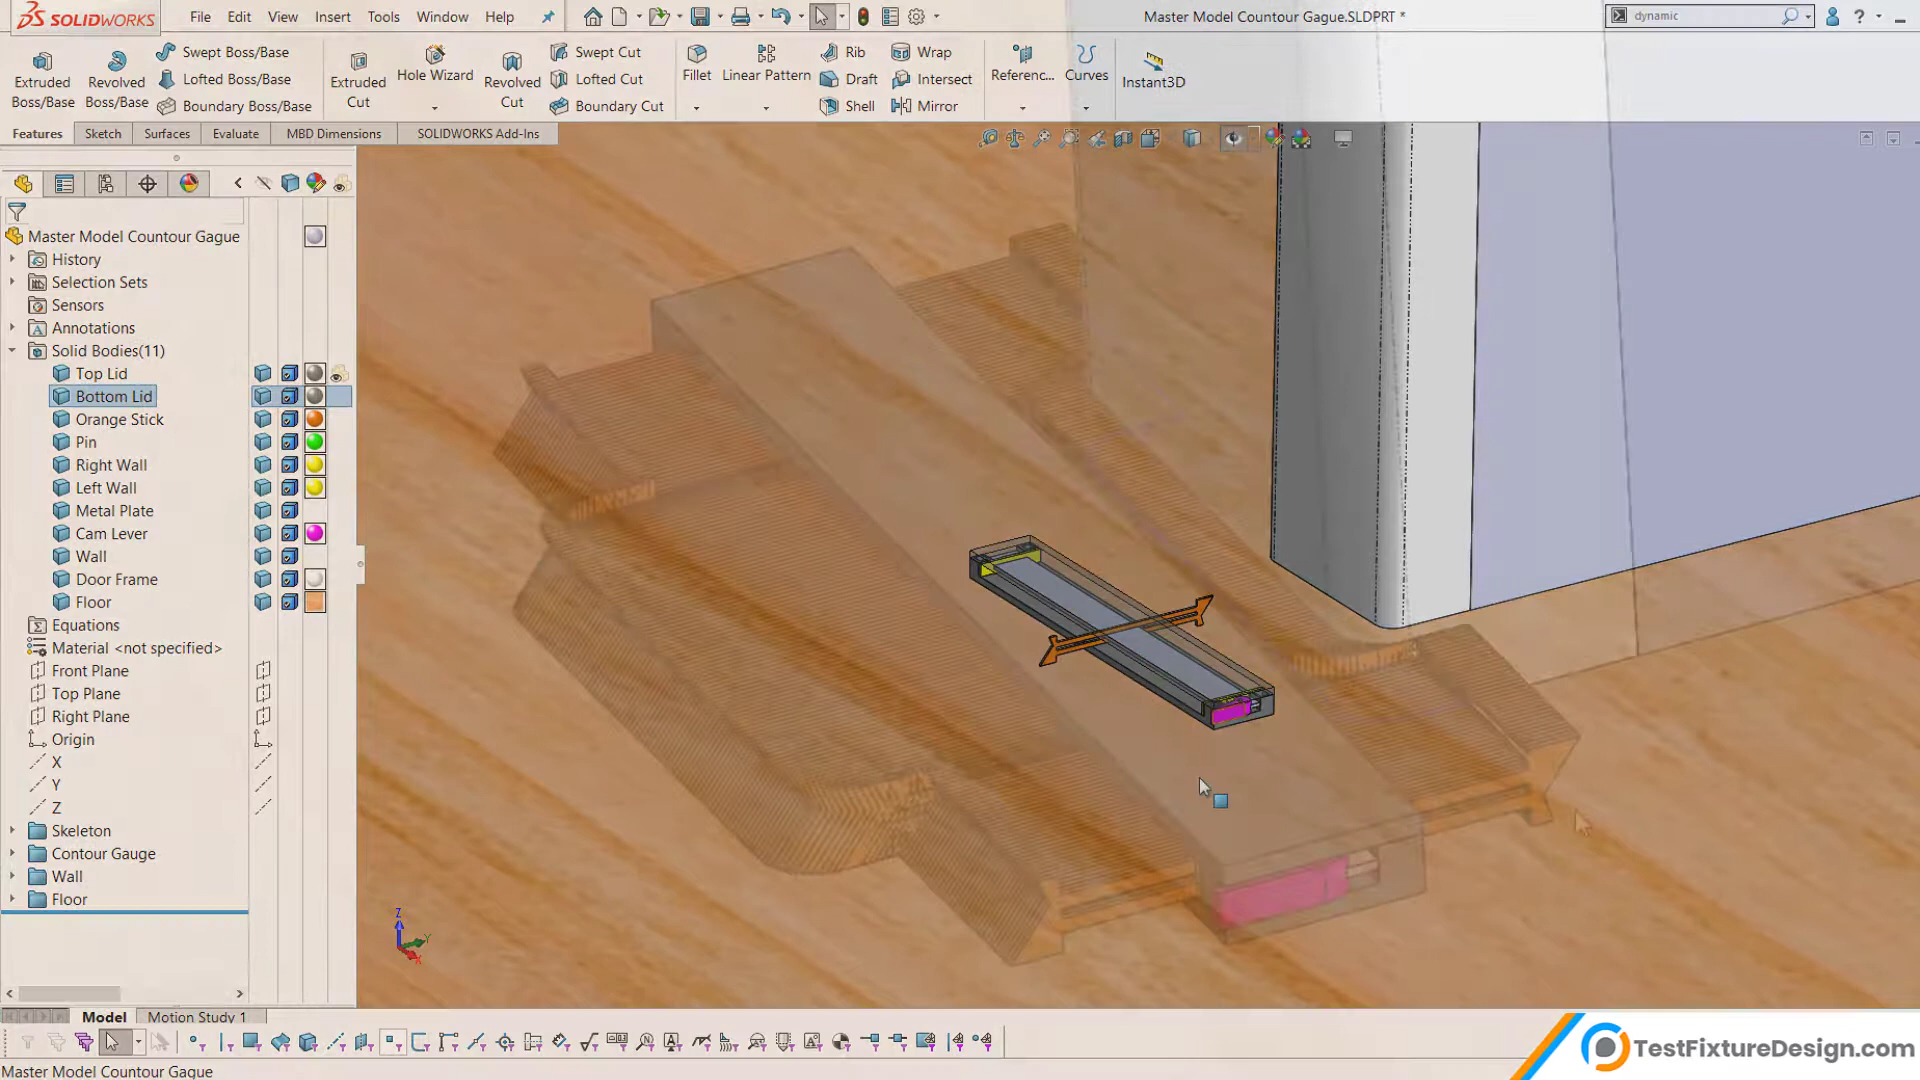 SOLIDWORKS
File Edit View Insert Tools Window Help
Master Model Countour Gague.SLDPRT *
dynamic
?
Extruded Boss/Base
Revolved Boss/Base
Swept Boss/Base
Lofted Boss/Base
Boundary Boss/Base
Extruded Cut
Hole Wizard
Revolved Cut
Swept Cut
Lofted Cut
Boundary Cut
Fillet
Linear Pattern
Rib
Draft
Shell
Wrap
Intersect
Mirror
Referenc...
Curves
Instant3D
Features Sketch Surfaces Evaluate MBD Dimensions SOLIDWORKS Add-Ins
Master Model Countour Gague
History
Selection Sets
Sensors
Annotations
Solid Bodies(11)
Top Lid
Bottom Lid
Orange Stick
Pin
Right Wall
Left Wall
Metal Plate
Cam Lever
Wall
Door Frame
Floor
Equations
Material <not specified>
Front Plane
Top Plane
Right Plane
Origin
X
Y
Z
Skeleton
Contour Gauge
Wall
Floor
Z
Y
X
Model Motion Study 1
Master Model Countour Gague
TestFixtureDesign.com